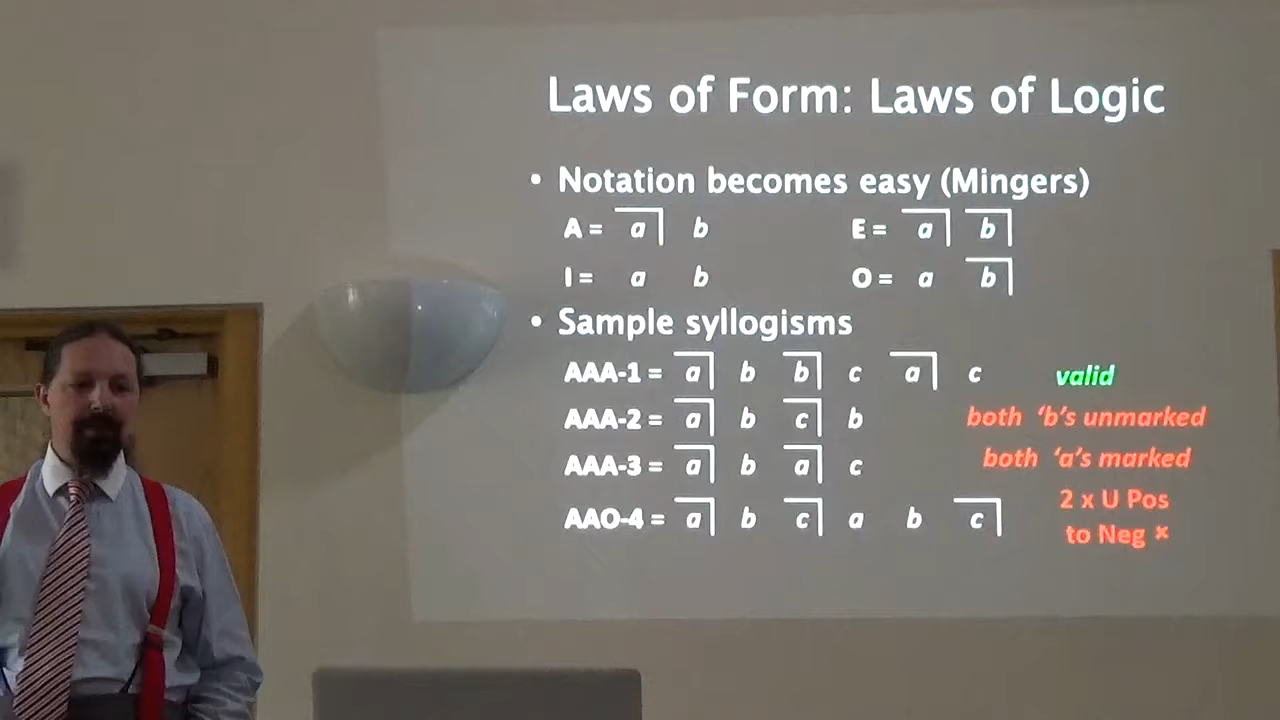 Laws of Form: Laws of Logic
• Notation becomes easy (Mingers)
A = a̅| b E = a̅| b̅|
I = a b O = a b̅|
• Sample syllogisms
AAA-1 = a̅| b b̅| c a̅| c valid
AAA-2 = a̅| b c̅| b both ‘b’s unmarked
AAA-3 = a̅| b a̅| c both ‘a’s marked
AAO-4 = a̅| b c̅| a b c̅| 2 x U Pos
to Neg ×